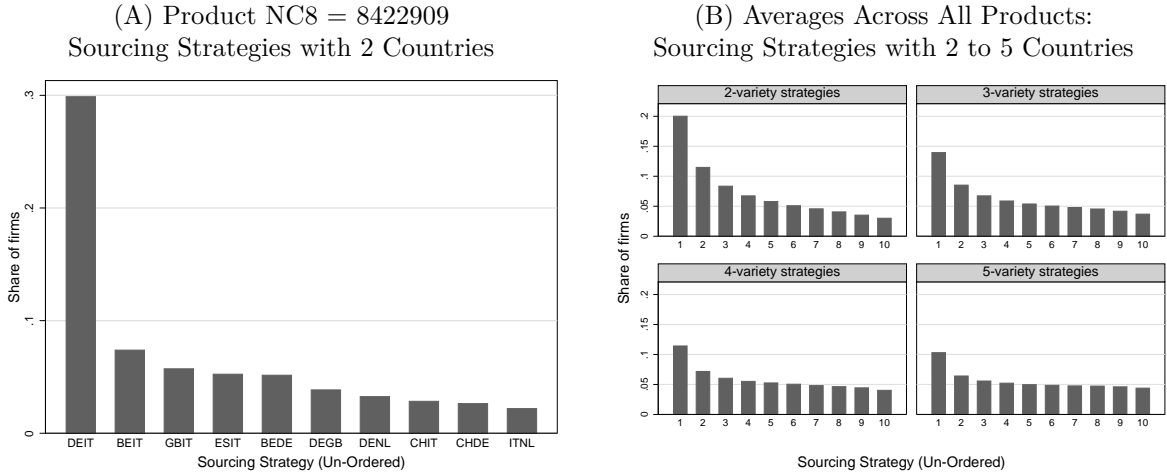 (A) Product NC8 = 8422909
Sourcing Strategies with 2 Countries
Share of firms
.3
.2
.1
0
DEIT BEIT GBIT ESIT BEDE DEGB DENL CHIT CHDE ITNL
Sourcing Strategy (Un-Ordered)
(B) Averages Across All Products:
Sourcing Strategies with 2 to 5 Countries
Share of firms
2-variety strategies
.2
.15
.1
.05
0
1 2 3 4 5 6 7 8 9 10
3-variety strategies
1 2 3 4 5 6 7 8 9 10
Share of firms
4-variety strategies
.2
.15
.1
.05
0
1 2 3 4 5 6 7 8 9 10
5-variety strategies
1 2 3 4 5 6 7 8 9 10
Sourcing Strategy (Un-Ordered)